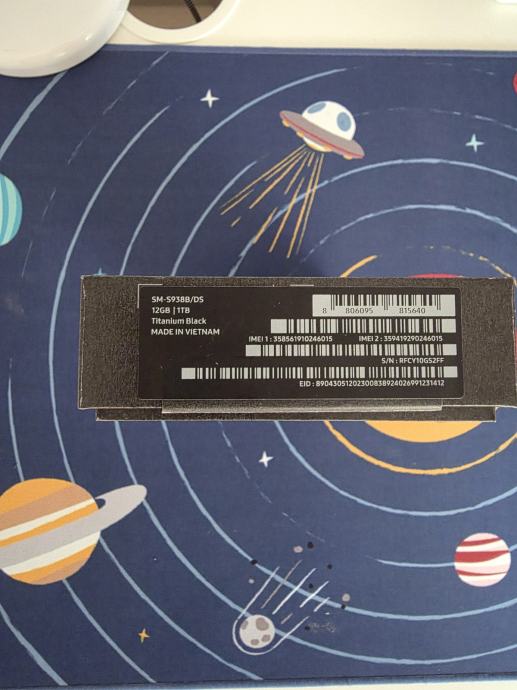 SM-S938B/DS
12GB | 1TB
Titanium Black
MADE IN VIETNAM
8 806095 815640
IMEI 1 : 358561910246015 IMEI 2 : 359419290246015
S/N : RFCY10GS2FF
EID : 89043051202300838924026991231412